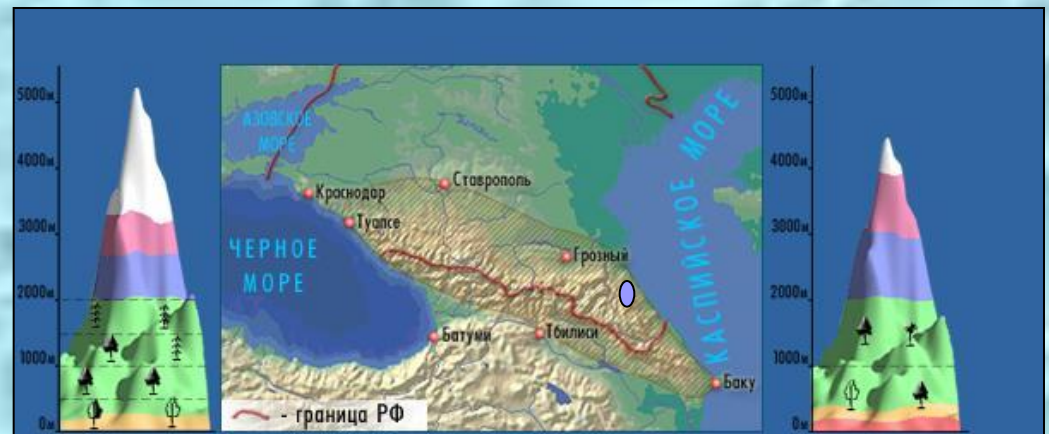 5000м
4000м
3000м
2000м
1000м
0м
АЗОВСКОЕ
МОРЕ
Краснодар
Ставрополь
Туапсе
Грозный
ЧЕРНОЕ
МОРЕ
КАСПИЙСКОЕ МОРЕ
Батуми
Тбилиси
Баку
- граница РФ
5000м
4000м
3000м
2000м
1000м
0м